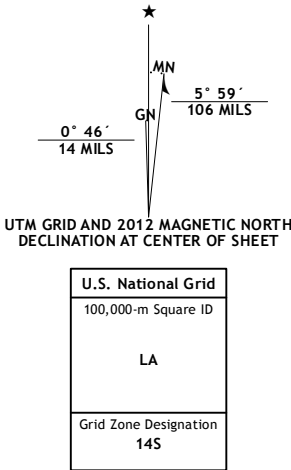 ★
MN
GN
5° 59´
106 MILS
0° 46´
14 MILS
UTM GRID AND 2012 MAGNETIC NORTH
DECLINATION AT CENTER OF SHEET
U.S. National Grid
100,000-m Square ID
LA
Grid Zone Designation
14S